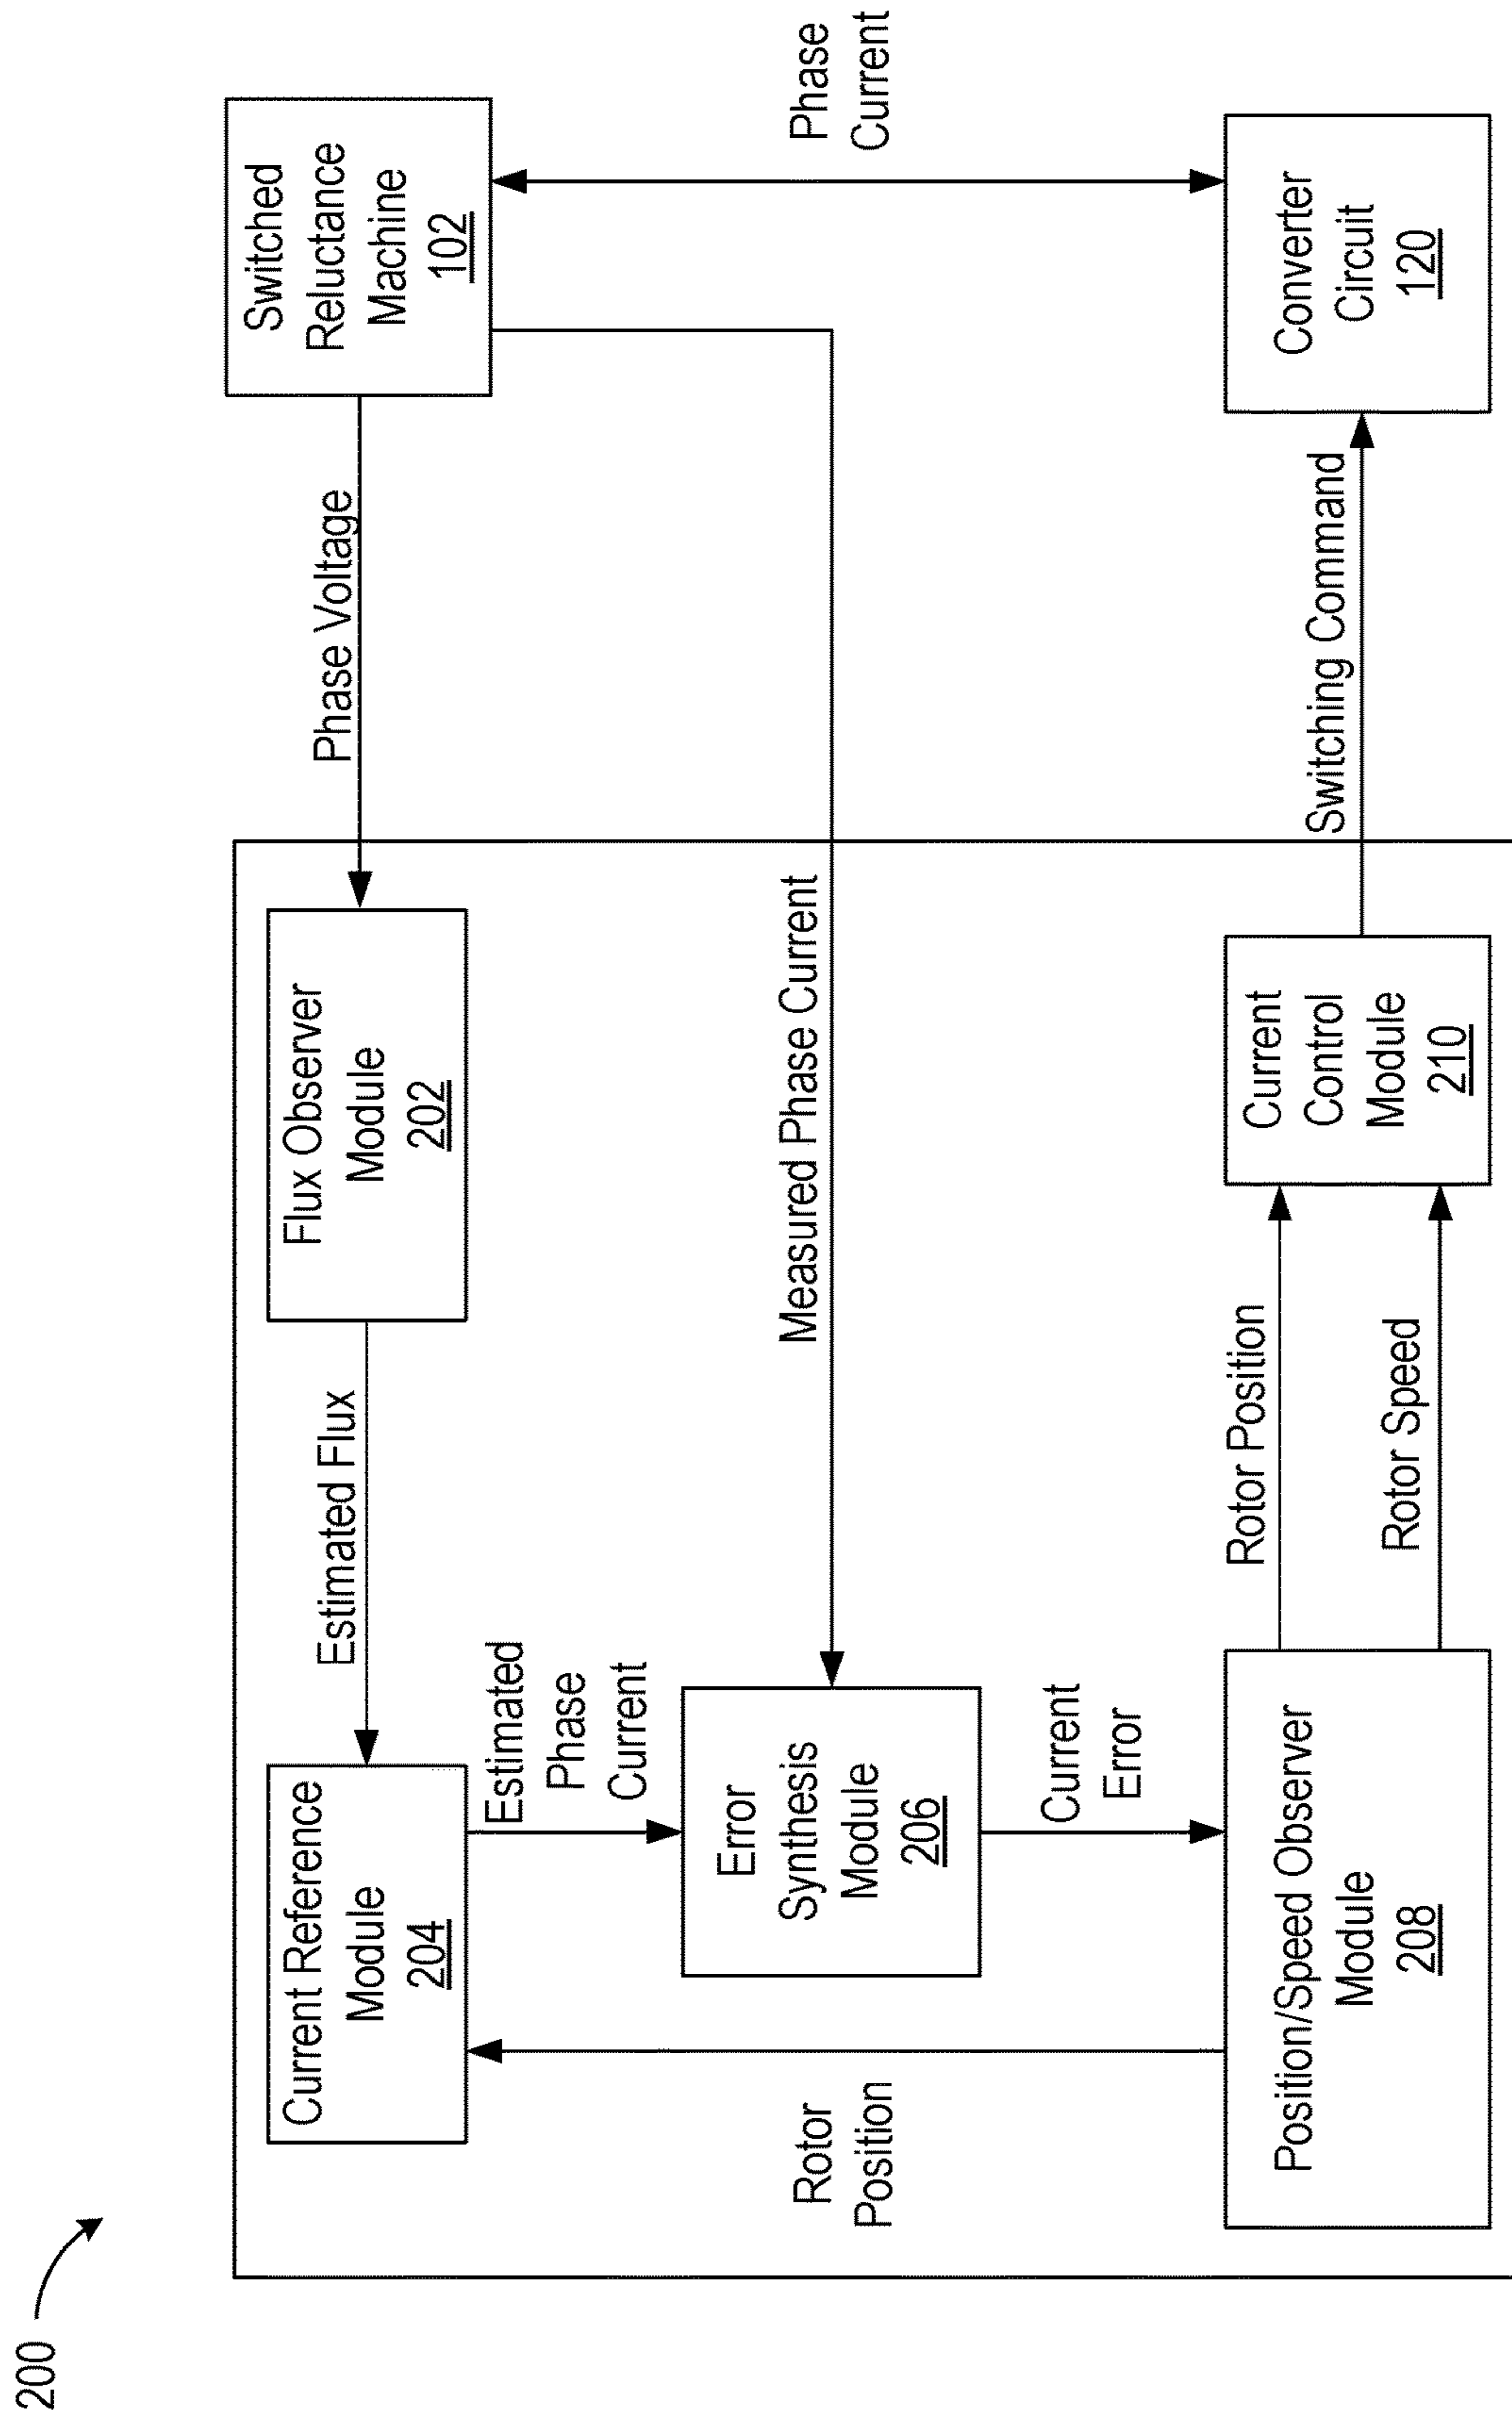 200
Current Reference
Module
204
Estimated Flux
Flux Observer
Module
202
Phase Voltage
Switched
Reluctance
Machine
102
Estimated
Phase
Current
Rotor
Position
Error
Synthesis
Module
206
Measured Phase Current
Phase
Current
Current
Error
Position/Speed Observer
Module
208
Rotor Position
Rotor Speed
Current
Control
Module
210
Switching Command
Converter
Circuit
120